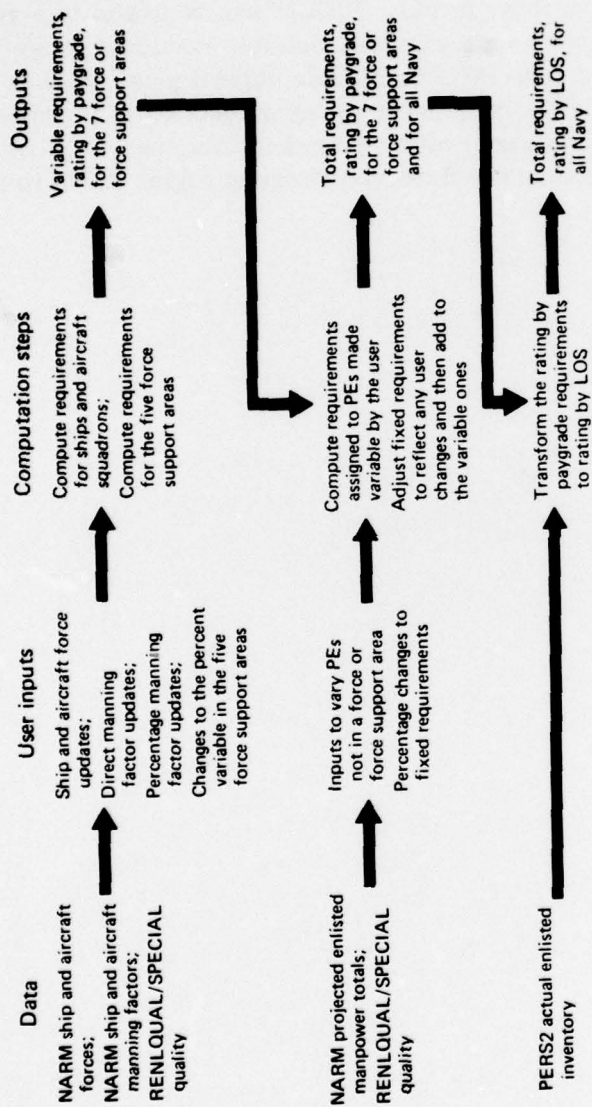 Data
User inputs
Computation steps
Outputs
NARM ship and aircraft
forces;
NARM ship and aircraft
manning factors;
RENLQUAL/SPECIAL
quality
Ship and aircraft force
updates;
Direct manning
factor updates;
Percentage manning
factor updates;
Changes to the percent
variable in the five
force support areas
Compute requirements
for ships and aircraft
squadrons;
Compute requirements
for the five force
support areas
Variable requirements,
rating by paygrade,
for the 7 force or
force support areas
NARM projected enlisted
manpower totals;
RENLQUAL/SPECIAL
quality
Inputs to vary PEs
not in a force or
force support area
Percentage changes to
fixed requirements
Compute requirements
assigned to PEs made
variable by the user
Adjust fixed requirements
to reflect any user
changes and then add to
the variable ones
Total requirements,
rating by paygrade,
for the 7 force or
force support areas
and for all Navy
PERS2 actual enlisted
inventory
Transform the rating by
paygrade requirements
to rating by LOS
Total requirements,
rating by LOS, for
all Navy